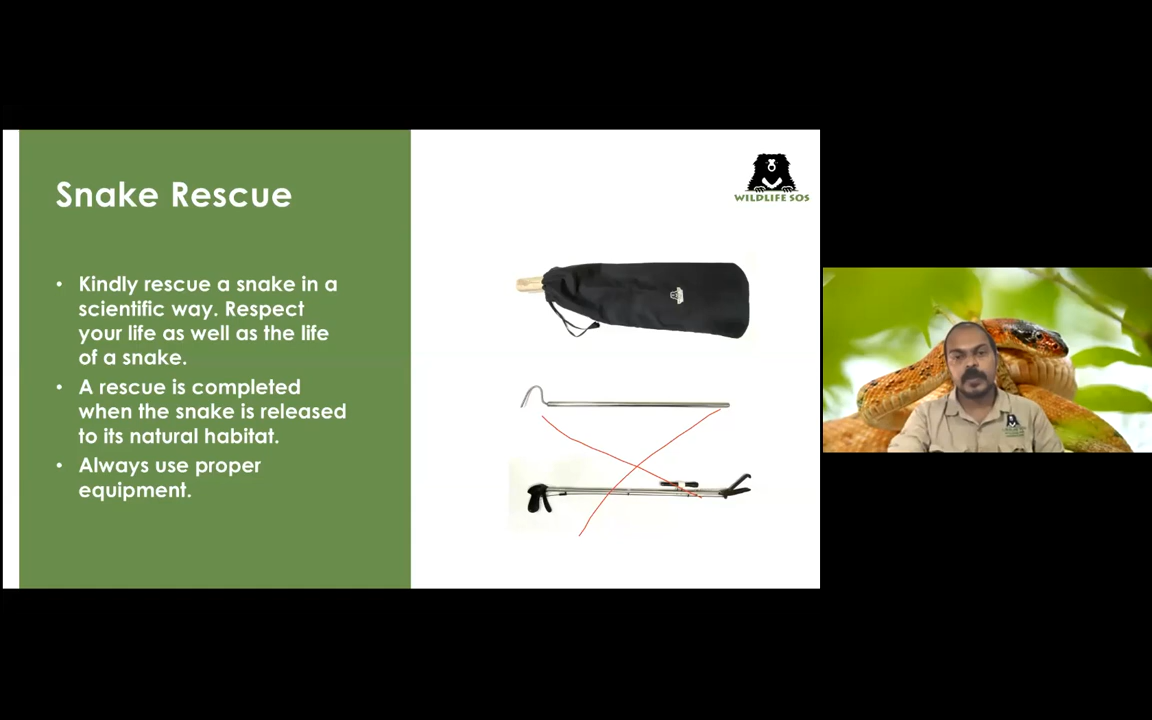 Snake Rescue
WILDLIFE SOS
• Kindly rescue a snake in a
scientific way. Respect
your life as well as the life
of a snake.
• A rescue is completed
when the snake is released
to its natural habitat.
• Always use proper
equipment.